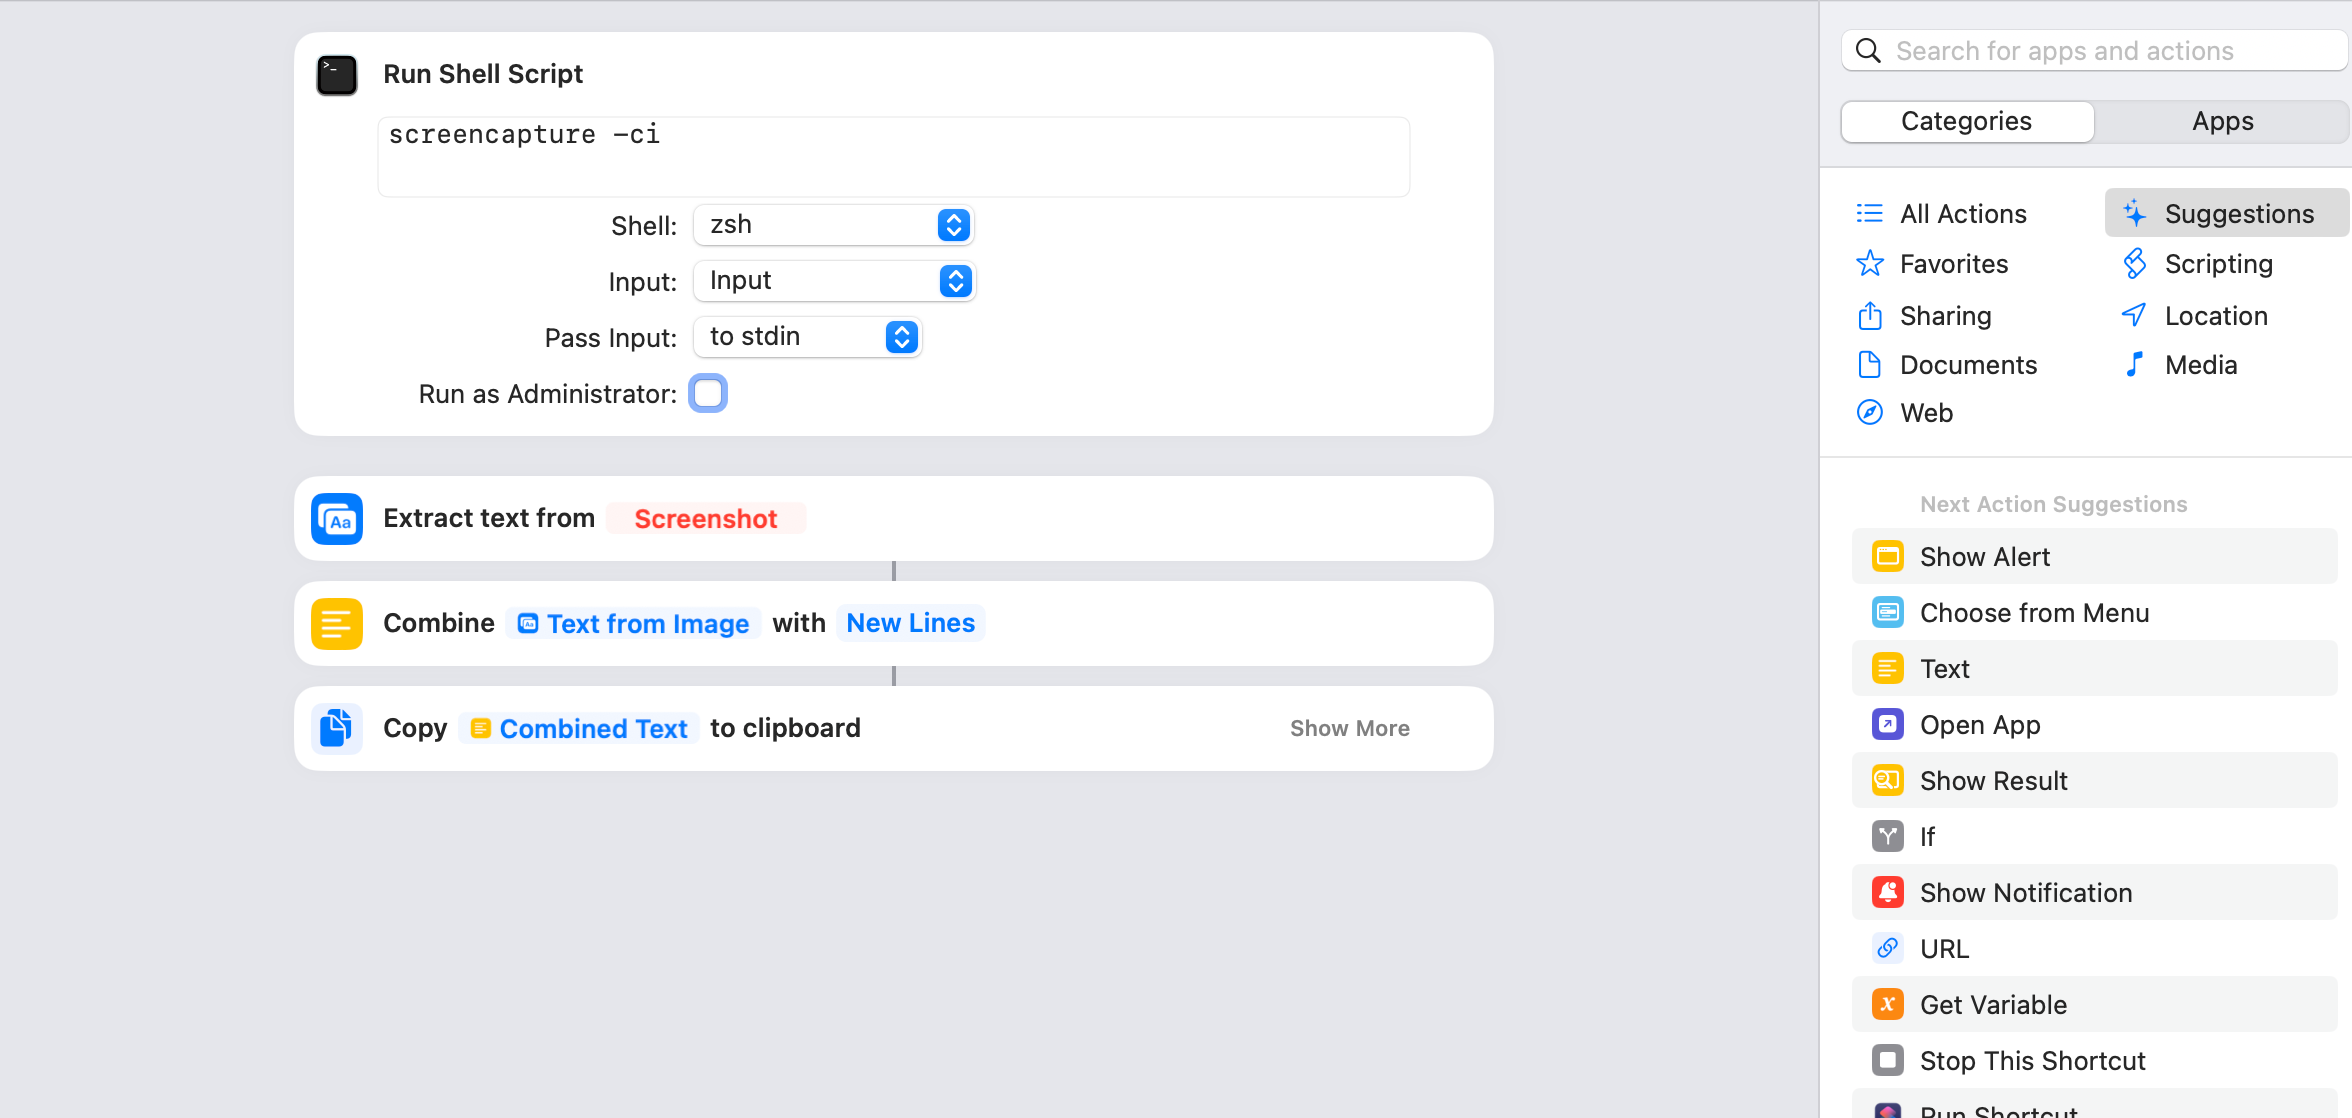 >_
Run Shell Script
screencapture –ci
Shell: zsh
Input: Input
Pass Input: to stdin
Run as Administrator:
Aa Extract text from Screenshot
Combine Text from Image with New Lines
Copy Combined Text to clipboard Show More
Search for apps and actions
Categories Apps
All Actions Suggestions
Favorites Scripting
Sharing Location
Documents Media
Web
Next Action Suggestions
Show Alert
Choose from Menu
Text
Open App
Show Result
If
Show Notification
URL
x Get Variable
Stop This Shortcut
Run Shortcut